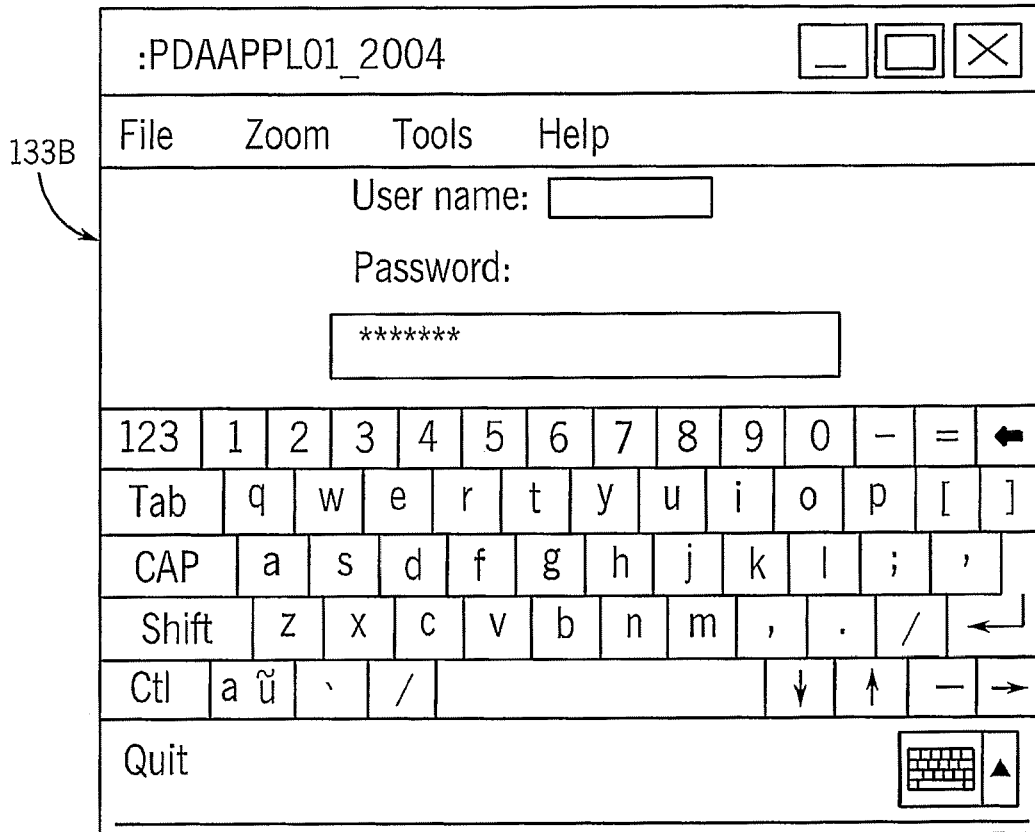 :PDAAPPL01_2004
File Zoom Tools Help
133B
User name:
Password:
*******
123 1 2 3 4 5 6 7 8 9 0 - =
Tab q w e r t y u i o p [ ]
CAP a s d f g h j k l ; ,
Shift z x c v b n m , . /
Ctl a ũ ` /
Quit